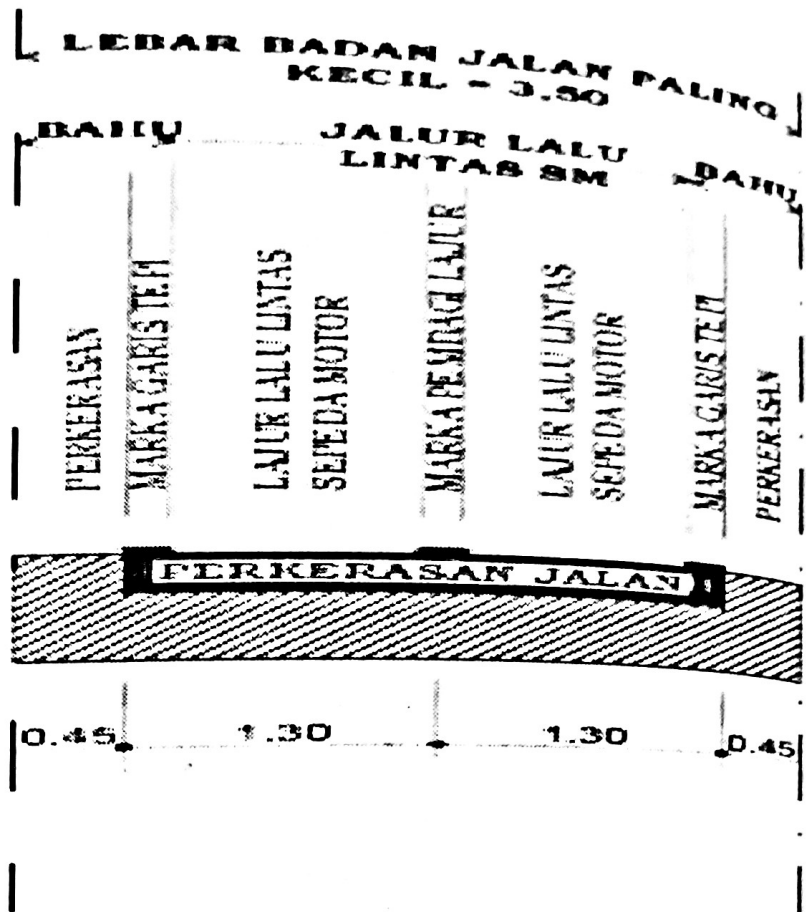 LEBAR BADAN JALAN PALING
KECIL = 3.50
BAHU
JALUR LALU
LINTAS SM
BAHU
PERKERASAN
MARKA GARIS TEPI
LAJUR LALU LINTAS
SEPEDA MOTOR
MARKA PEMBAGI LAJUR
LAJUR LALU LINTAS
SEPEDA MOTOR
MARKA GARIS TEPI
PERKERASAN
PERKERASAN JALAN
0.45
1.30
1.30
0.45